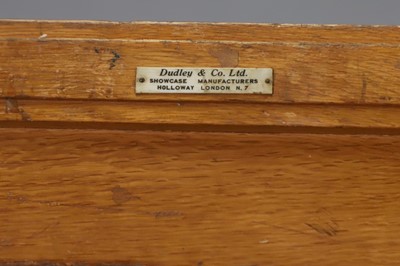 Dudley & Co. Ltd.
SHOWCASE MANUFACTURERS
HOLLOWAY LONDON N. 7